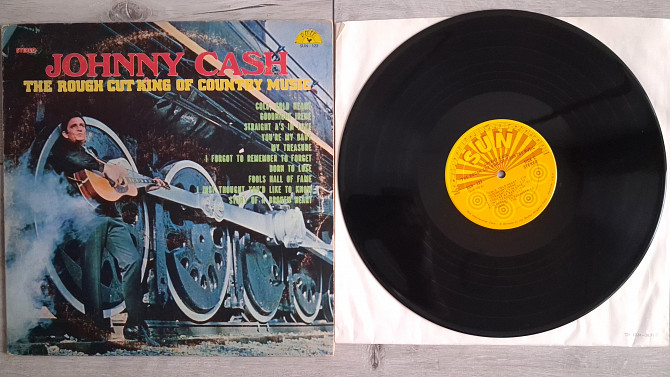 STEREO
SUN
SUN - 122
JOHNNY CASH
THE ROUGH CUT KING OF COUNTRY MUSIC
COLD, COLD HEART
GOODNIGHT IRENE
STRAIGHT A'S IN LOVE
YOU'RE MY BABY
MY TREASURE
I FORGOT TO REMEMBER TO FORGET
BORN TO LOSE
FOOLS HALL OF FAME
I JUST THOUGHT YOU'D LIKE TO KNOW
STORY OF A BROKEN HEART
SUN